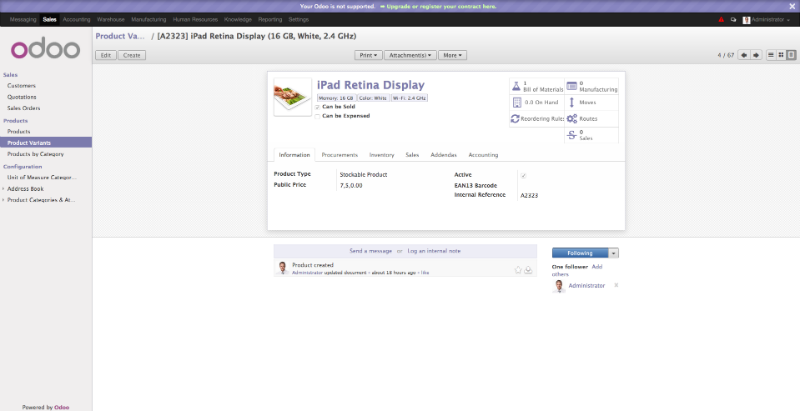 Your Odoo is not supported. ➡ Upgrade or register your contract here.
Messaging Sales Accounting Warehouse Manufacturing Human Resources Knowledge Reporting Settings Administrator
odoo
Product Va... / [A2323] iPad Retina Display (16 GB, White, 2.4 GHz)
Edit Create Print Attachment(s) More 4 / 67
Sales
Customers
Quotations
Sales Orders
Products
Products
Product Variants
Products by Category
Configuration
Unit of Measure Categor...
Address Book
Product Categories & At...
iPad Retina Display
Memory: 16 GB Color: White Wi-Fi: 2.4 GHz
Can be Sold
Can be Expensed
1 Bill of Materials
0 Manufacturing
0.0 On Hand
Moves
Reordering Rules
Routes
0 Sales
Information Procurements Inventory Sales Addendas Accounting
Product Type Stockable Product Active
Public Price 7,5,0.00 EAN13 Barcode
Internal Reference A2323
Send a message or Log an internal note
Product created
Administrator updated document • about 18 hours ago • like
Following
One follower Add others
Administrator
Powered by Odoo